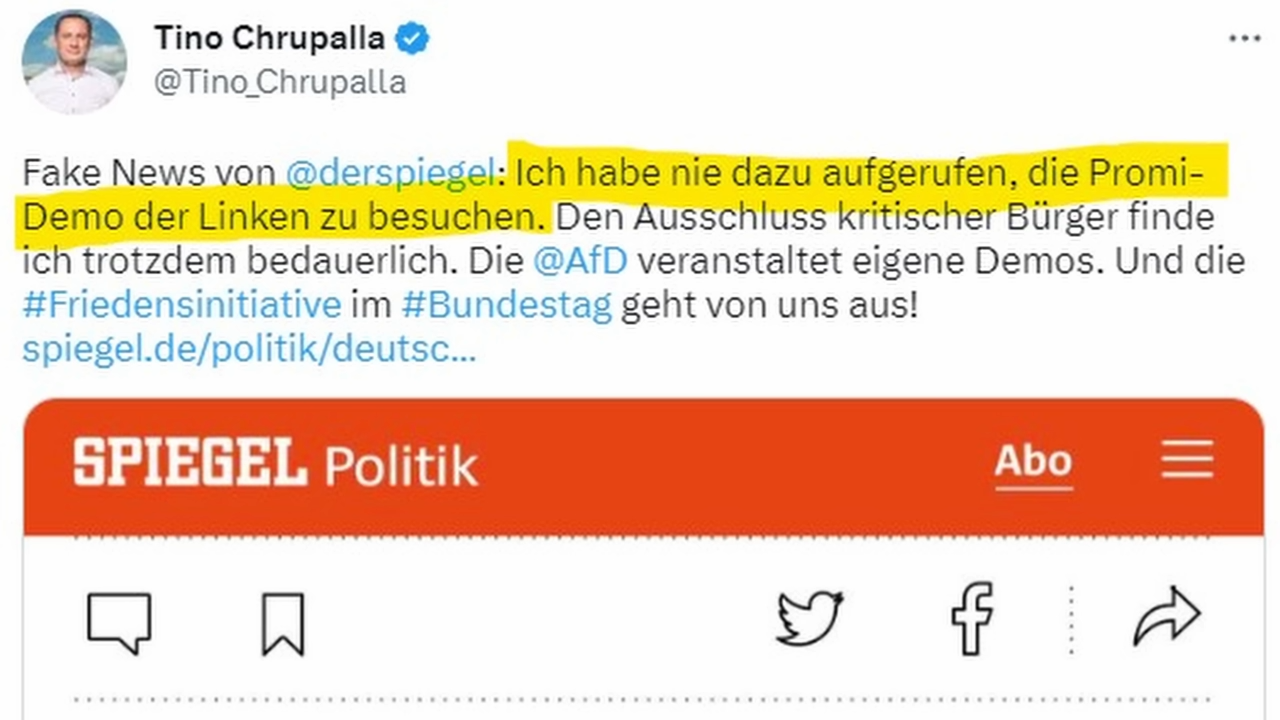 Tino Chrupalla
@Tino_Chrupalla
Fake News von @derspiegel: Ich habe nie dazu aufgerufen, die Promi-
Demo der Linken zu besuchen. Den Ausschluss kritischer Bürger finde
ich trotzdem bedauerlich. Die @AfD veranstaltet eigene Demos. Und die
#Friedensinitiative im #Bundestag geht von uns aus!
spiegel.de/politik/deutsc...
SPIEGEL Politik Abo